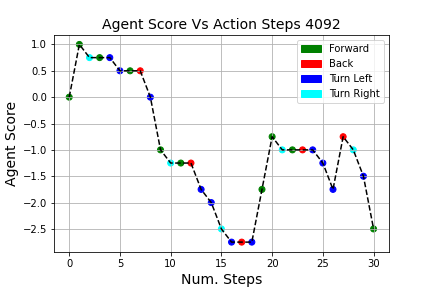 Agent Score Vs Action Steps 4092
1.0
0.5
0.0
−0.5
−1.0
−1.5
−2.0
−2.5
Agent Score
Forward
Back
Turn Left
Turn Right
0 5 10 15 20 25 30
Num. Steps